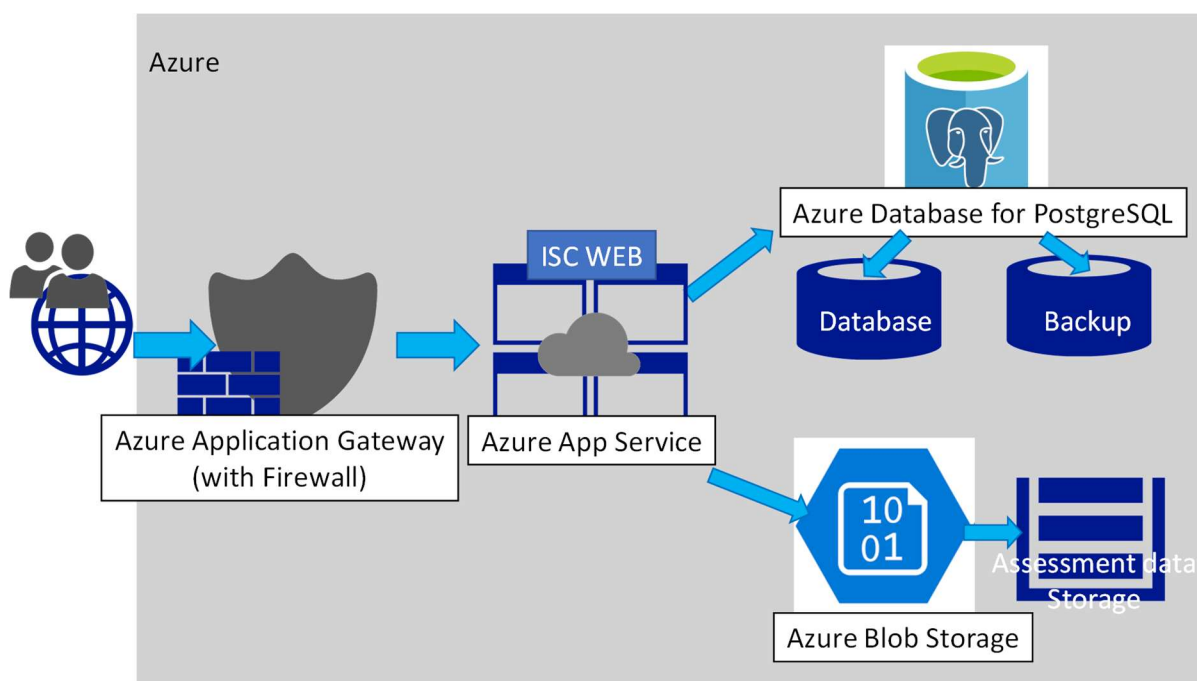 Azure
Azure Database for PostgreSQL
ISC WEB
Database
Backup
Azure Application Gateway
(with Firewall)
Azure App Service
10
01
Assessment data
Storage
Azure Blob Storage